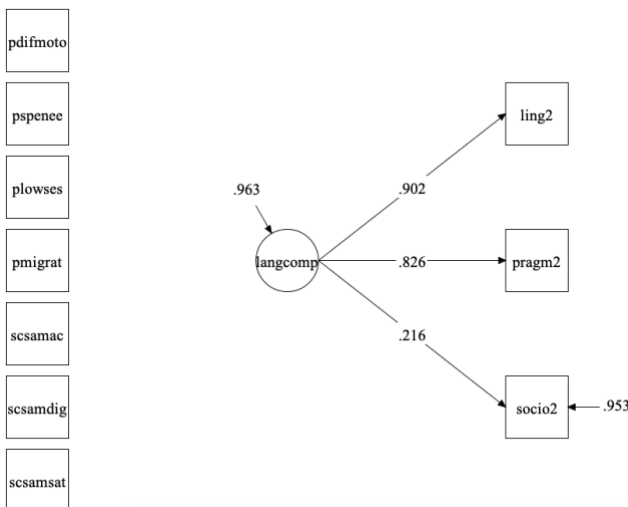 pdifmoto
pspenee
plowses
pmigrat
scsamac
scsamdig
scsamsat
.963
langcomp
.902
.826
.216
ling2
pragm2
socio2
.953